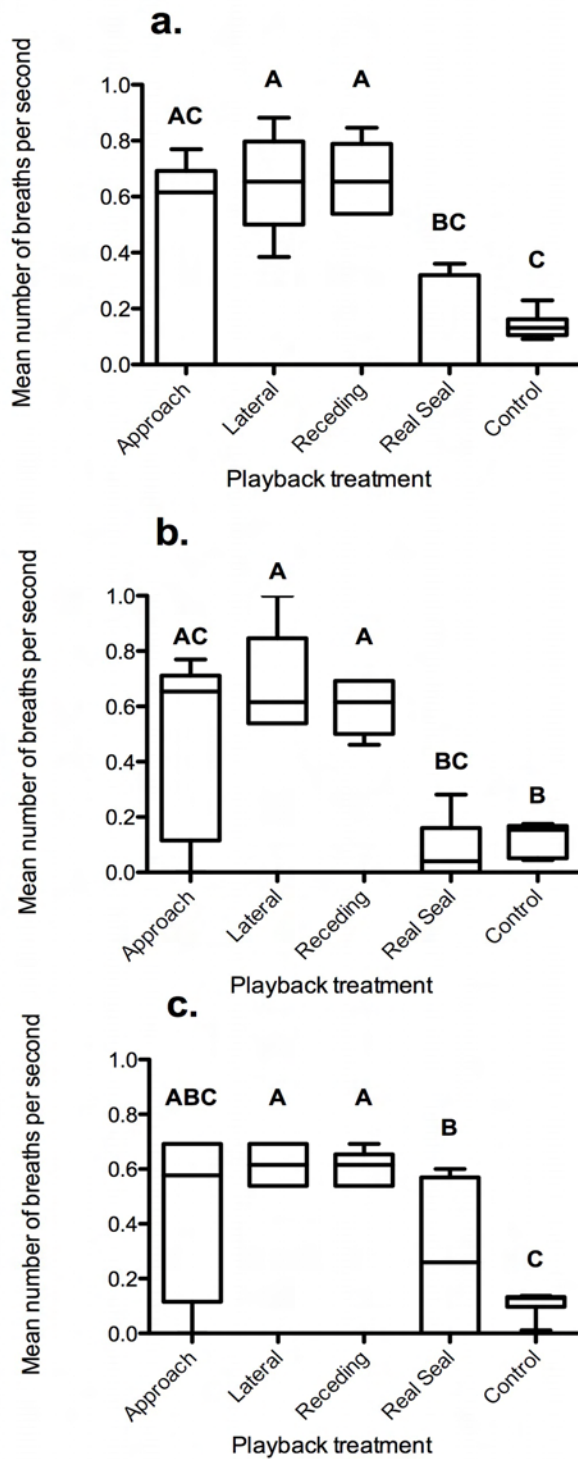 a.
Mean number of breaths per second
1.0
0.8
0.6
0.4
0.2
0.0
AC
A
A
BC
C
Approach
Lateral
Receding
Real Seal
Control
Playback treatment
b.
Mean number of breaths per second
1.0
0.8
0.6
0.4
0.2
0.0
AC
A
A
BC
B
Approach
Lateral
Receding
Real Seal
Control
Playback treatment
c.
Mean number of breaths per second
1.0
0.8
0.6
0.4
0.2
0.0
ABC
A
A
B
C
Approach
Lateral
Receding
Real Seal
Control
Playback treatment